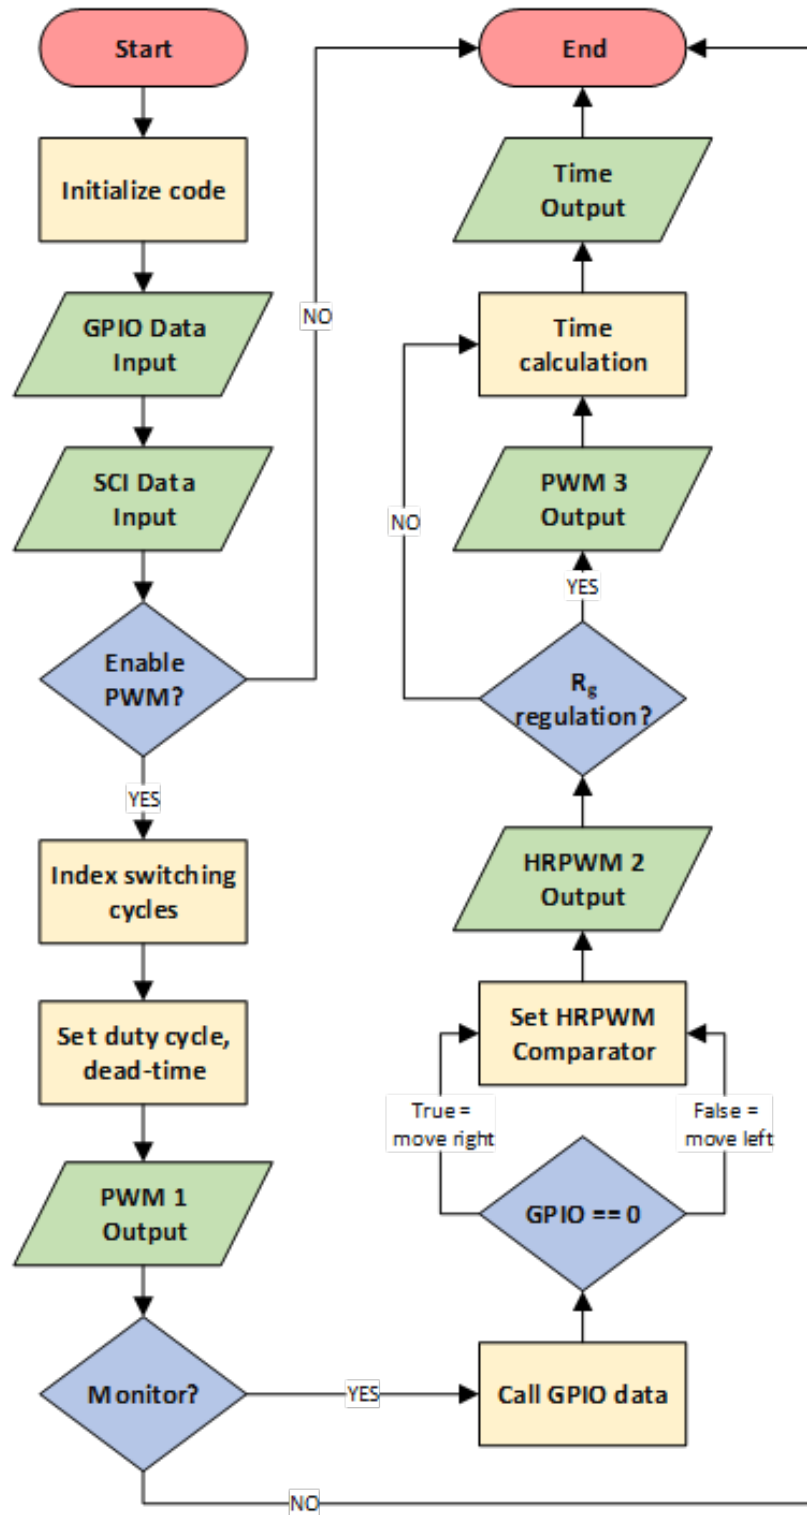 Start
Initialize code
GPIO Data
Input
SCI Data
Input
Enable
PWM?
NO
YES
Index switching
cycles
Set duty cycle,
dead-time
PWM 1
Output
Monitor?
YES
NO
Call GPIO data
GPIO == 0
True =
move right
False =
move left
Set HRPWM
Comparator
HRPWM 2
Output
Rg
regulation?
NO
YES
PWM 3
Output
Time
calculation
Time
Output
End